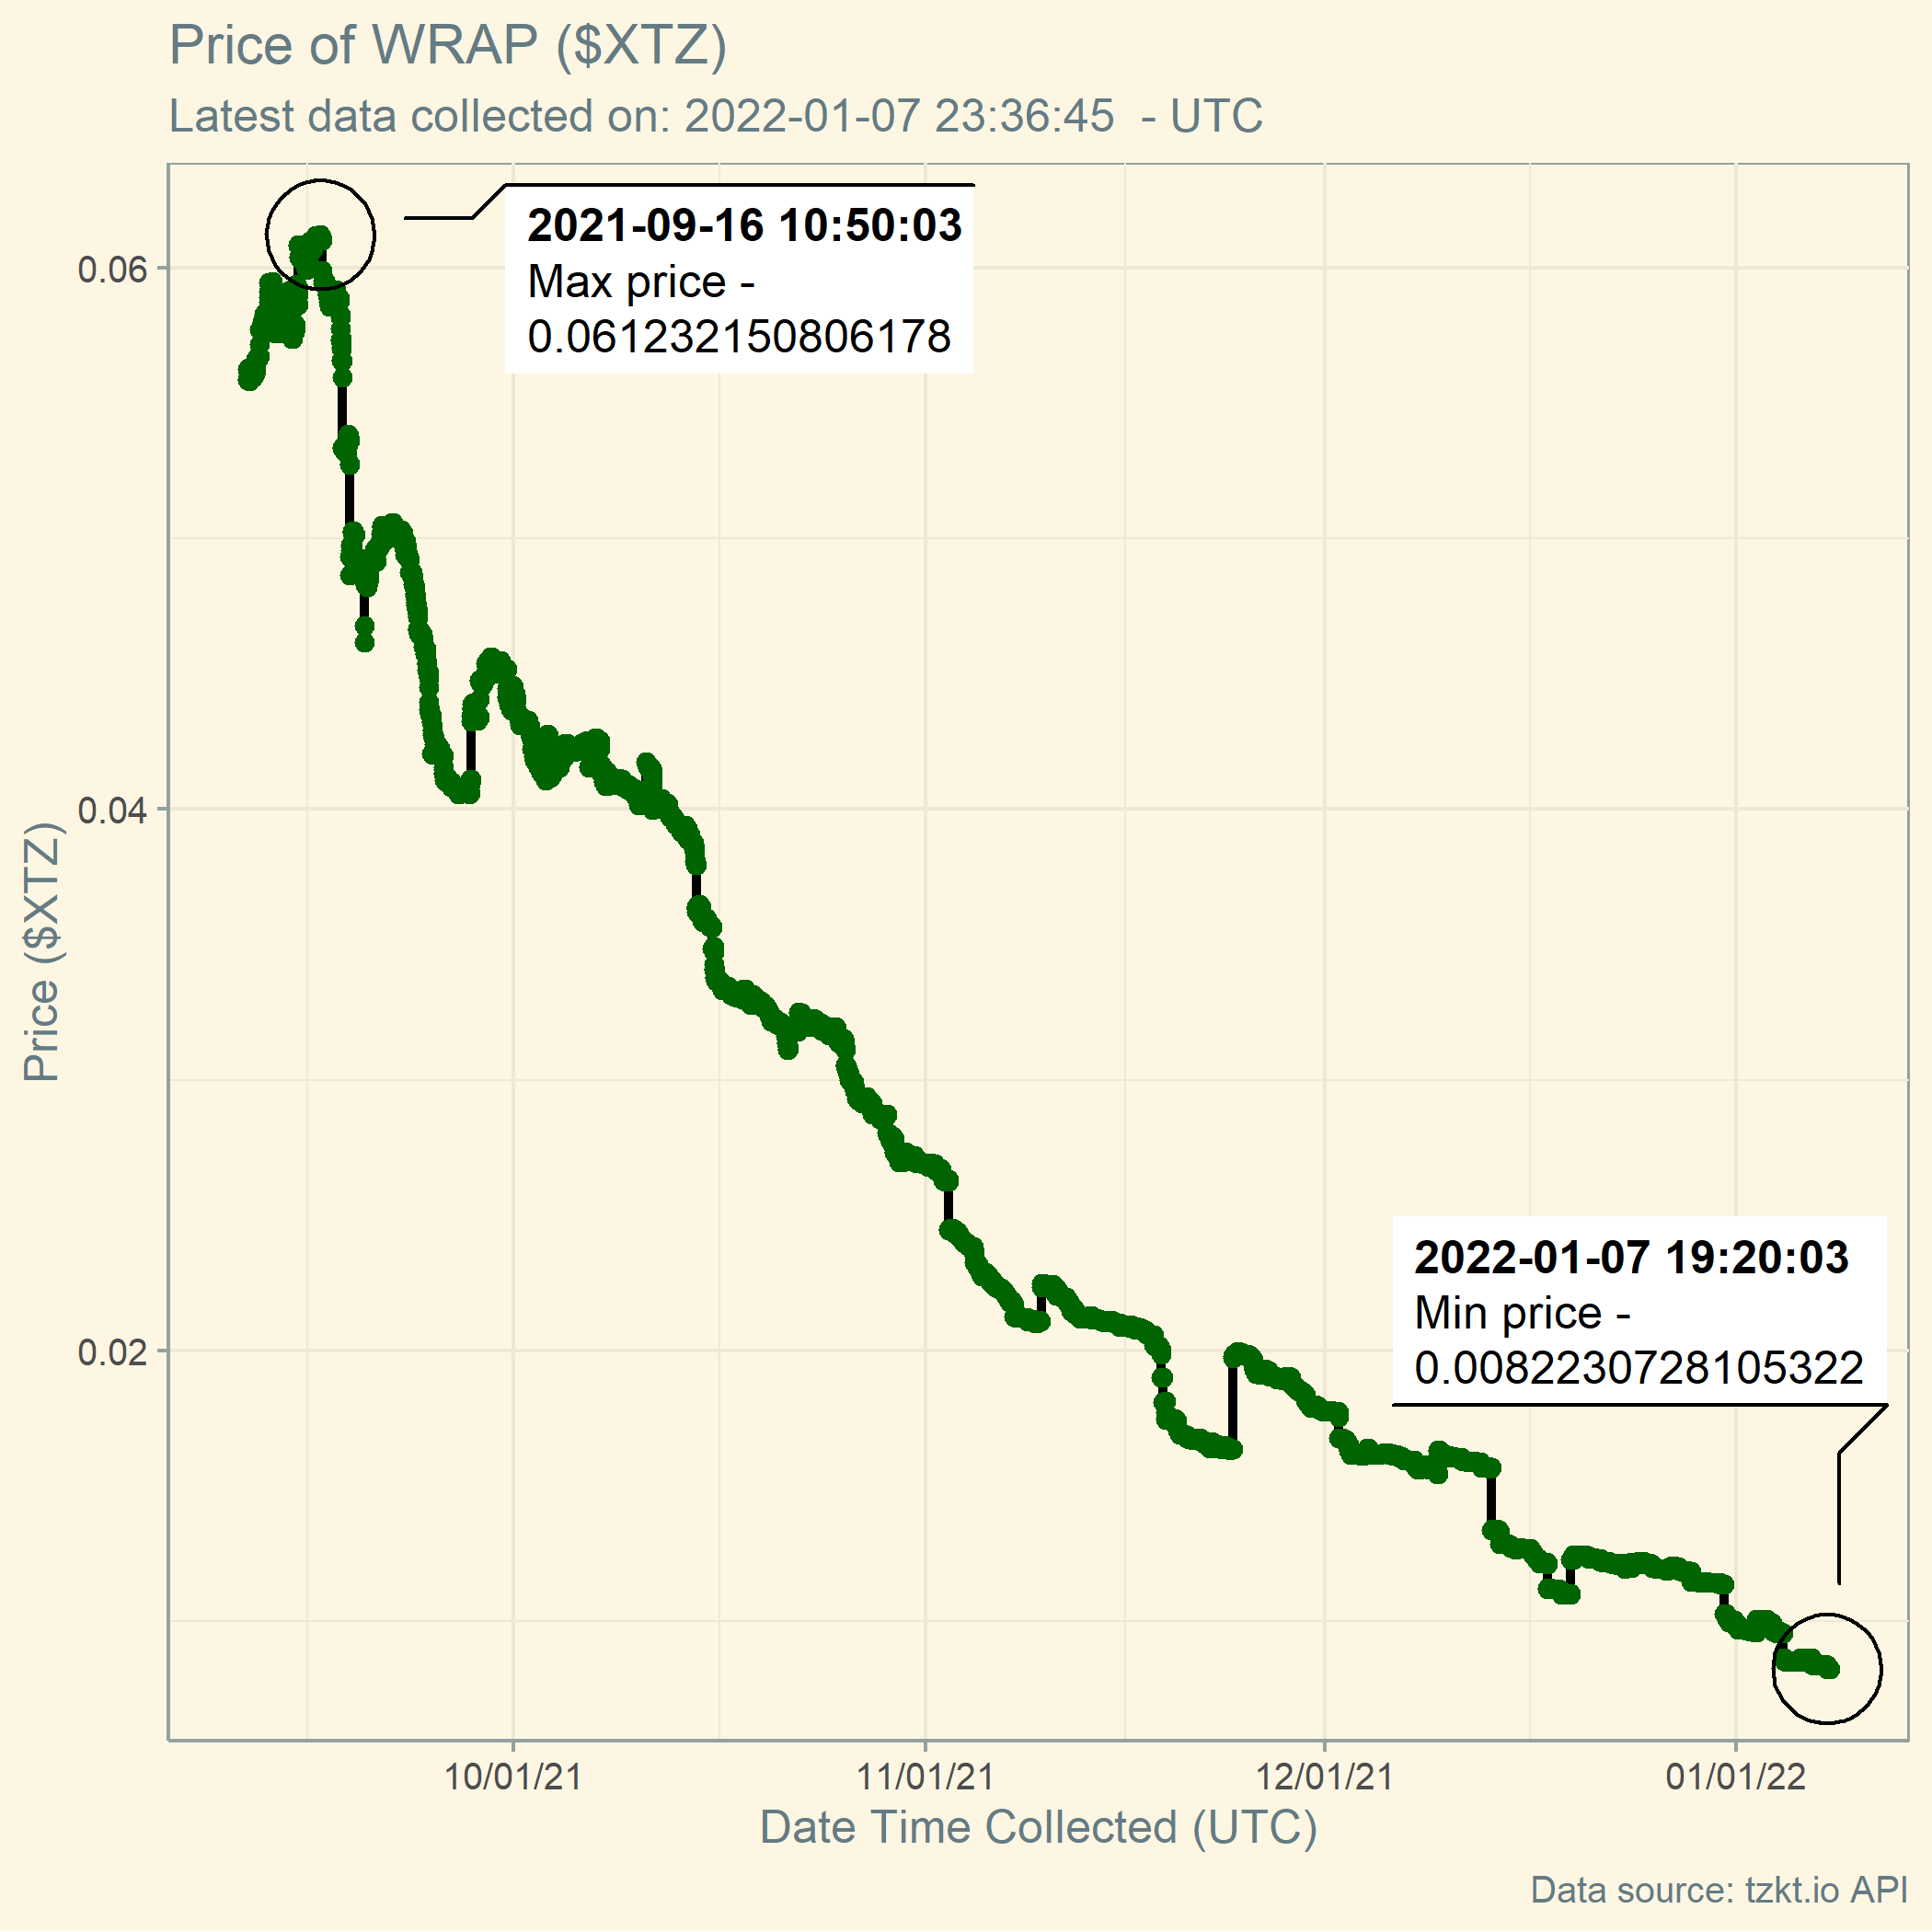 Price of WRAP ($XTZ)
Latest data collected on: 2022-01-07 23:36:45  - UTC
2021-09-16 10:50:03
Max price -
0.061232150806178
0.06
0.04
0.02
Price ($XTZ)
2022-01-07 19:20:03
Min price -
0.0082230728105322
10/01/21
11/01/21
12/01/21
01/01/22
Date Time Collected (UTC)
Data source: tzkt.io API